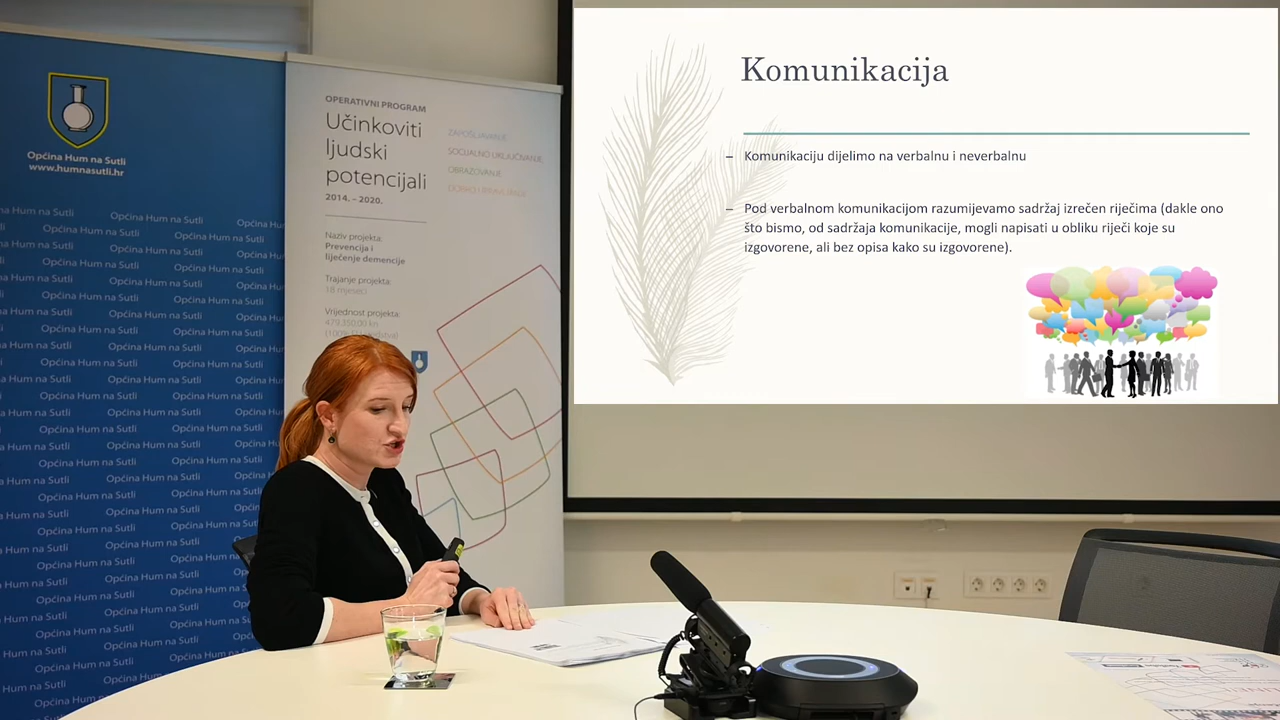 Općina Hum na Sutli
www.humnasutli.hr
OPERATIVNI PROGRAM
Učinkoviti
ljudski
potencijali
2014. – 2020.
ZAPOŠLJAVANJE
SOCIJALNO UKLJUČIVANJE
OBRAZOVANJE
Naziv projekta:
Prevencija i
liječenje demencije
Trajanje projekta:
18 mjeseci
Vrijednost projekta:
Komunikacija
– Komunikaciju dijelimo na verbalnu i neverbalnu
– Pod verbalnom komunikacijom razumijevamo sadržaj izrečen riječima (dakle ono
što bismo, od sadržaja komunikacije, mogli napisati u obliku riječi koje su
izgovorene, ali bez opisa kako su izgovorene).